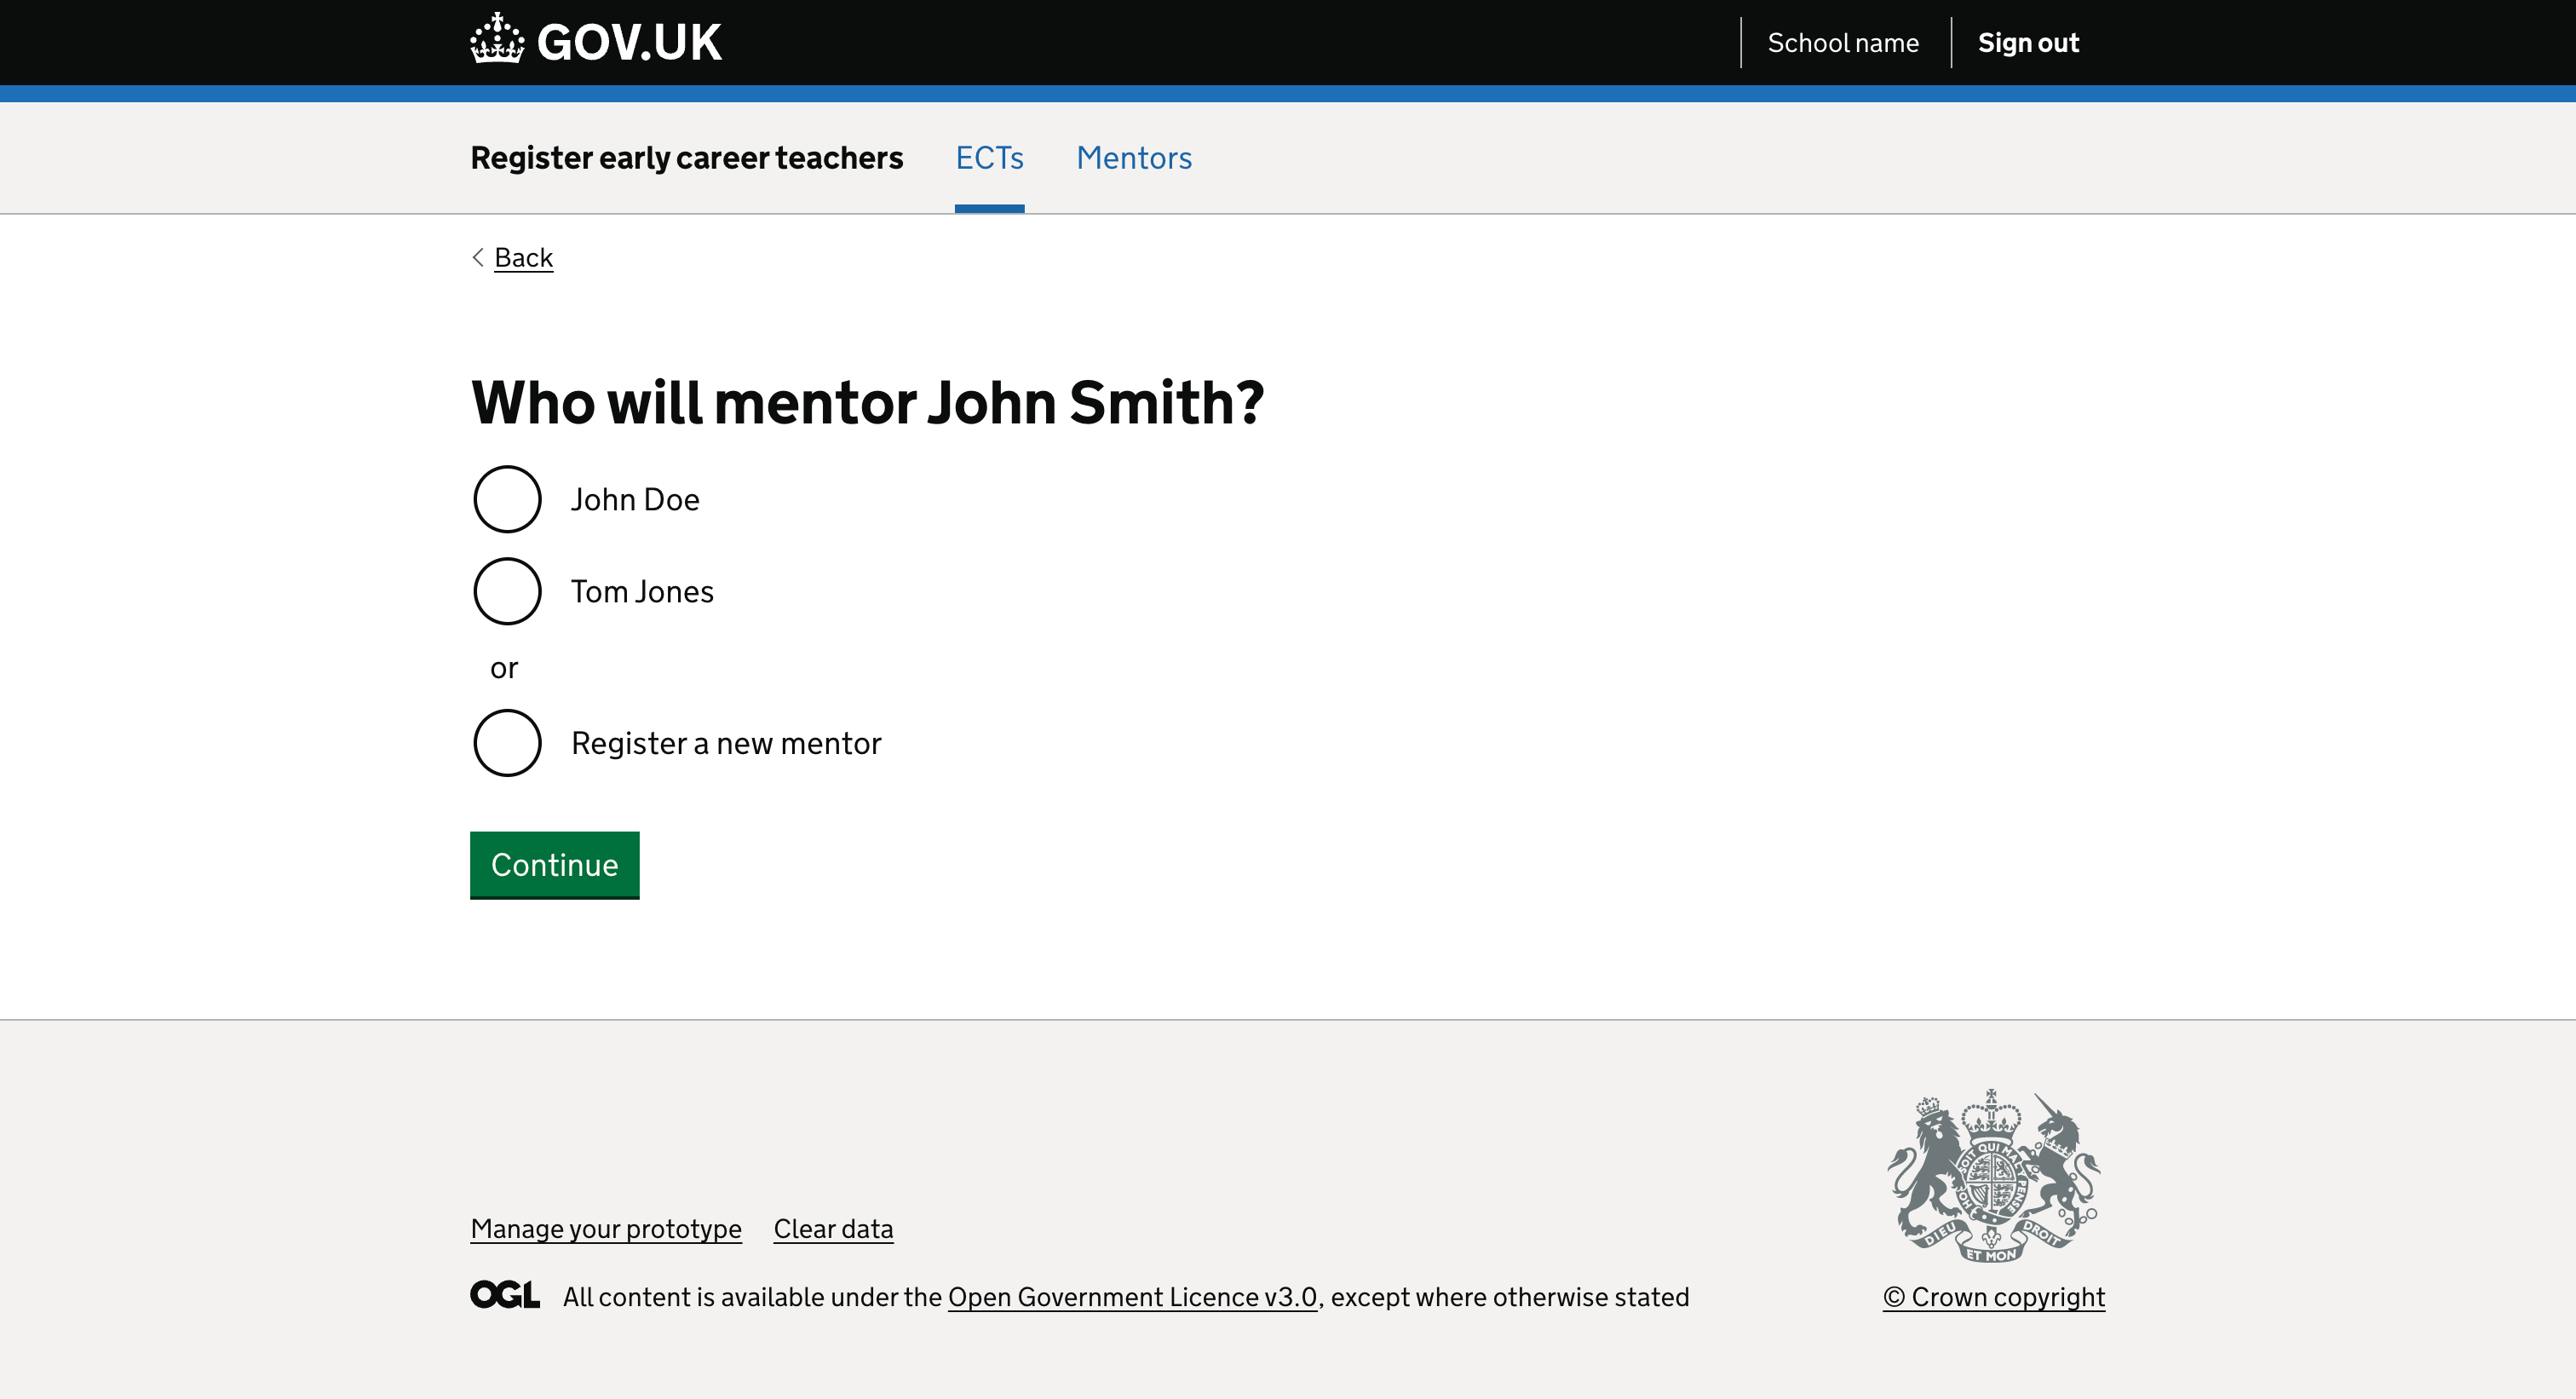 GOV.UK
School name
Sign out
Register early career teachers
ECTs
Mentors
Back
Who will mentor John Smith?
John Doe
Tom Jones
or
Register a new mentor
Continue
Manage your prototype
Clear data
OGL All content is available under the Open Government Licence v3.0, except where otherwise stated
DIEU ET MON DROIT
© Crown copyright